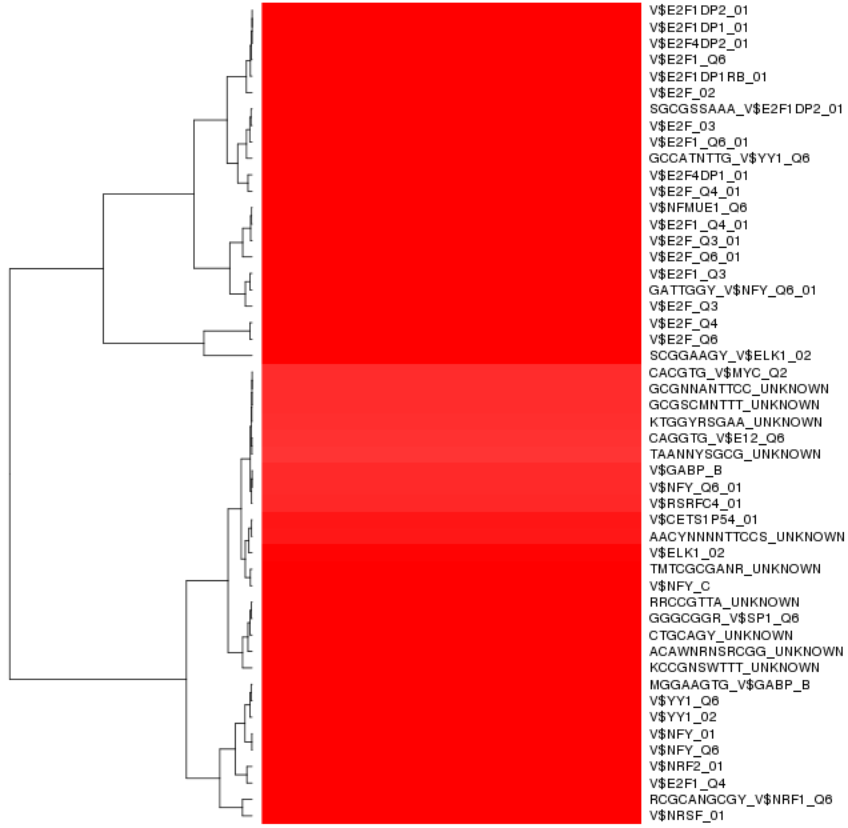 V$E2F1DP2_01
V$E2F1DP1_01
V$E2F4DP2_01
V$E2F1_Q6
V$E2F1DP1RB_01
V$E2F_02
SGCGSSAAA_V$E2F1DP2_01
V$E2F_03
V$E2F1_Q6_01
GCCATNTTG_V$YY1_Q6
V$E2F4DP1_01
V$E2F_Q4_01
V$NFMUE1_Q6
V$E2F1_Q4_01
V$E2F_Q3_01
V$E2F_Q6_01
V$E2F1_Q3
GATTGGY_V$NFY_Q6_01
V$E2F_Q3
V$E2F_Q4
V$E2F_Q6
SCGGAAGY_V$ELK1_02
CACGTG_V$MYC_Q2
GCGNNANTTCC_UNKNOWN
GCGSCMNTTT_UNKNOWN
KTGGYRSGAA_UNKNOWN
CAGGTG_V$E12_Q6
TAANNYSGCG_UNKNOWN
V$GABP_B
V$NFY_Q6_01
V$RSRFC4_01
V$CETS1P54_01
AACYNNNNTTCCS_UNKNOWN
V$ELK1_02
TMTCGCGANR_UNKNOWN
V$NFY_C
RRCCGTTA_UNKNOWN
GGGCGGR_V$SP1_Q6
CTGCAGY_UNKNOWN
ACAWNRNSRCGG_UNKNOWN
KCCGNSWTTT_UNKNOWN
MGGAAGTG_V$GABP_B
V$YY1_Q6
V$YY1_02
V$NFY_01
V$NFY_Q6
V$NRF2_01
V$E2F1_Q4
RCGCANGCGY_V$NRF1_Q6
V$NRSF_01